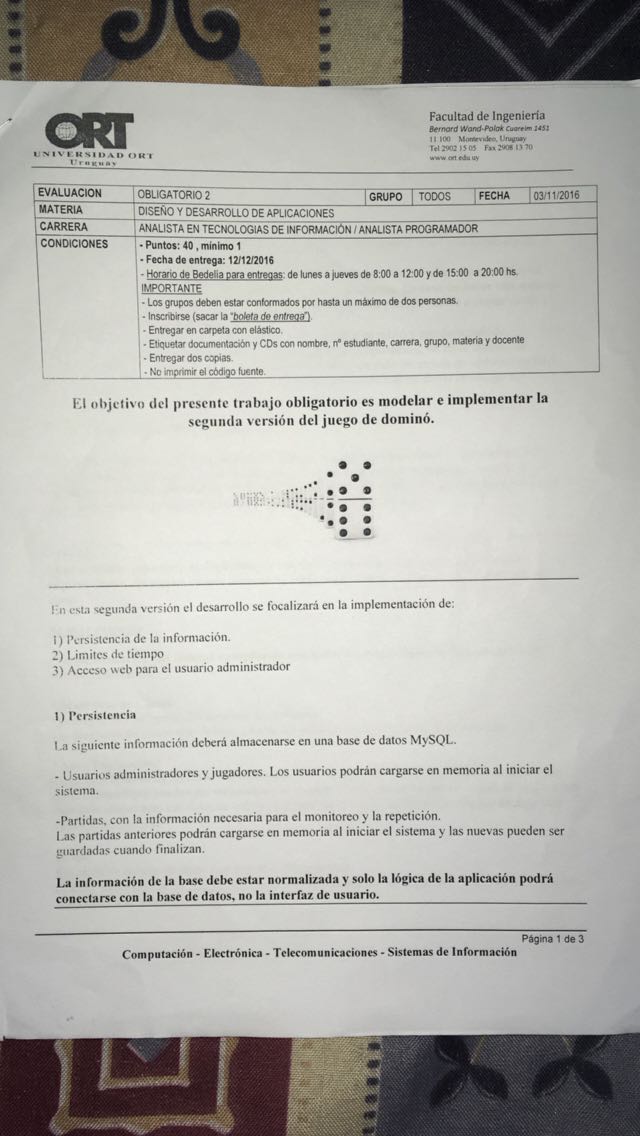 ORT
UNIVERSIDAD ORT
Uruguay
Facultad de Ingeniería
Bernard Wand-Polak Cuareim 1451
11 100 Montevideo, Uruguay
Tel 2902 15 05 Fax 2908 13 70
www.ort.edu.uy
EVALUACION OBLIGATORIO 2 GRUPO TODOS FECHA 03/11/2016
MATERIA DISEÑO Y DESARROLLO DE APLICACIONES
CARRERA ANALISTA EN TECNOLOGIAS DE INFORMACIÓN / ANALISTA PROGRAMADOR
CONDICIONES - Puntos: 40 , mínimo 1
- Fecha de entrega: 12/12/2016
- Horario de Bedelia para entregas: de lunes a jueves de 8:00 a 12:00 y de 15:00 a 20:00 hs.
IMPORTANTE
- Los grupos deben estar conformados por hasta un máximo de dos personas.
- Inscribirse (sacar la "boleta de entrega").
- Entregar en carpeta con elástico.
- Etiquetar documentación y CDs con nombre, nº estudiante, carrera, grupo, materia y docente
- Entregar dos copias.
- No imprimir el código fuente.
El objetivo del presente trabajo obligatorio es modelar e implementar la
segunda versión del juego de dominó.
En esta segunda versión el desarrollo se focalizará en la implementación de:
1) Persistencia de la información.
2) Limites de tiempo
3) Acceso web para el usuario administrador
1) Persistencia
La siguiente información deberá almacenarse en una base de datos MySQL.
- Usuarios administradores y jugadores. Los usuarios podrán cargarse en memoria al iniciar el
sistema.
-Partidas, con la información necesaria para el monitoreo y la repetición.
Las partidas anteriores podrán cargarse en memoria al iniciar el sistema y las nuevas pueden ser
guardadas cuando finalizan.
La información de la base debe estar normalizada y solo la lógica de la aplicación podrá
conectarse con la base de datos, no la interfaz de usuario.
Página 1 de 3
Computación - Electrónica - Telecomunicaciones - Sistemas de Información